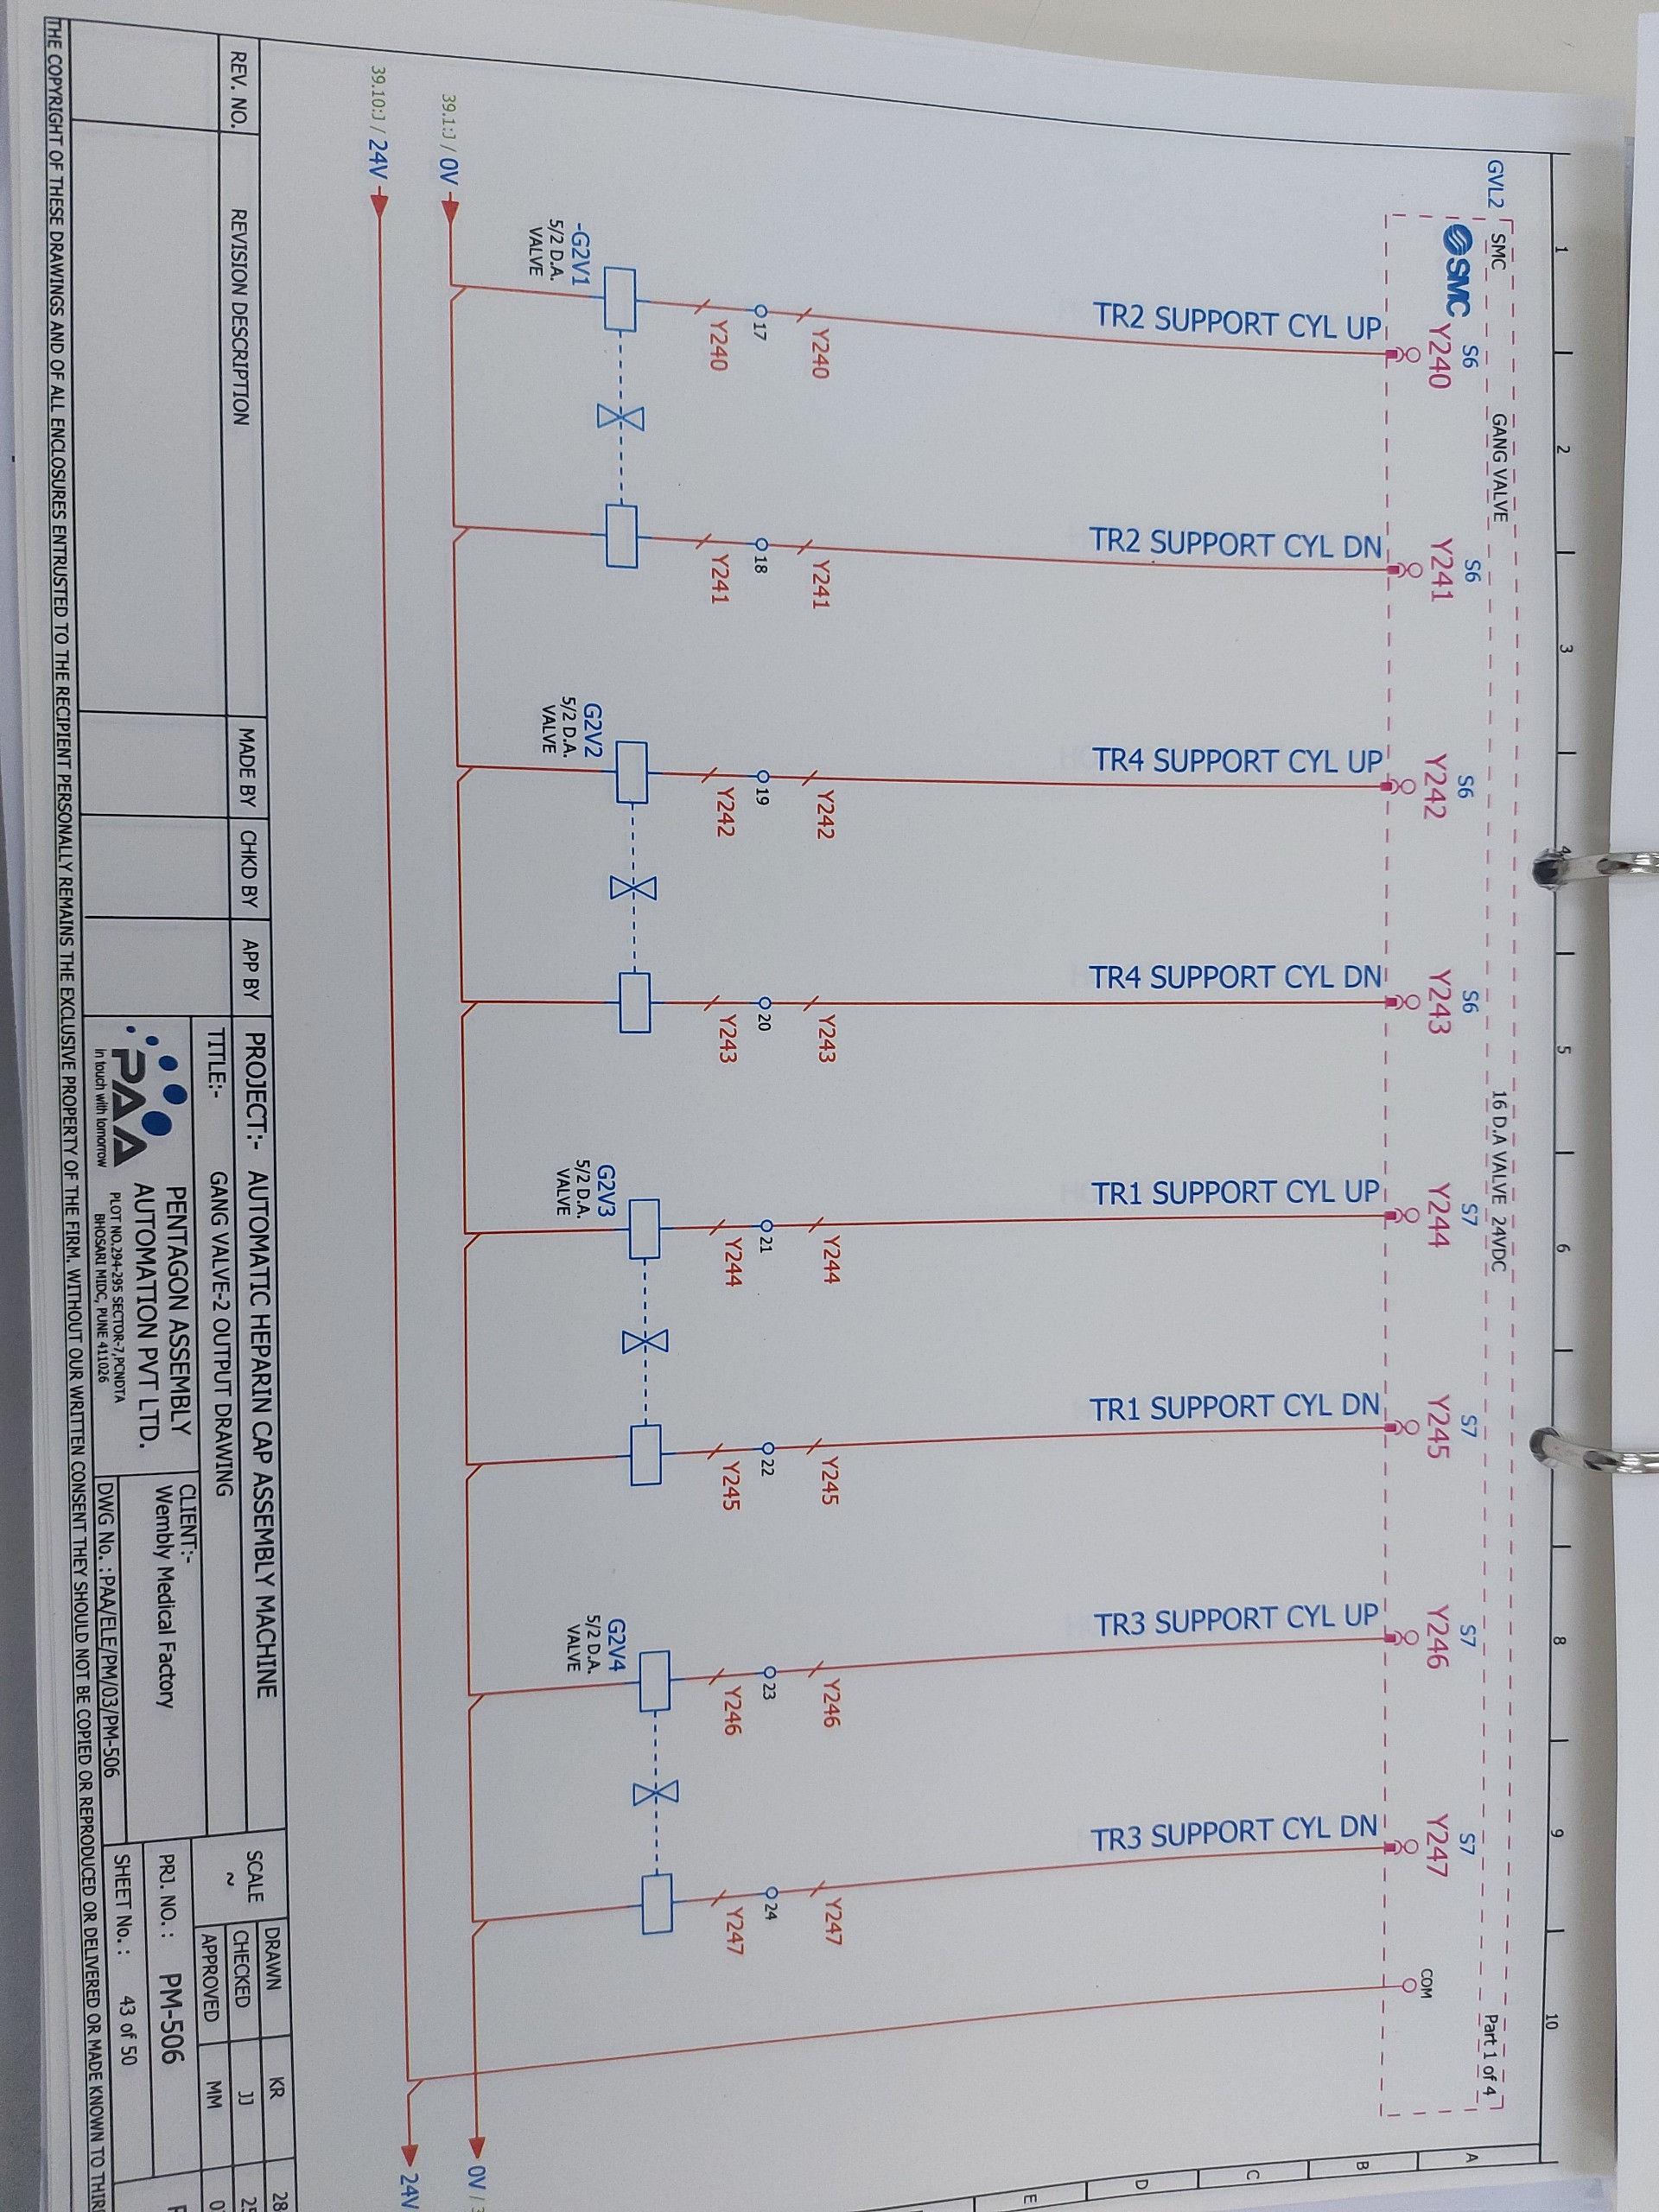 1 2 3 4 5 6 8 9 10
GVL2 SMC GANG VALVE 16 D.A VALVE 24VDC Part 1 of 4 A
SMC S6 S6 S6 S6 S7 S7 S7 S7
Y240 Y241 Y242 Y243 Y244 Y245 Y246 Y247 COM
B
TR2 SUPPORT CYL UP
TR2 SUPPORT CYL DN
TR4 SUPPORT CYL UP
TR4 SUPPORT CYL DN
TR1 SUPPORT CYL UP
TR1 SUPPORT CYL DN
TR3 SUPPORT CYL UP
TR3 SUPPORT CYL DN
C
D
E
Y240 Y241 Y242 Y243 Y244 Y245 Y246 Y247
17 18 19 20 21 22 23 24
Y240 Y241 Y242 Y243 Y244 Y245 Y246 Y247
-G2V1
5/2 D.A.
VALVE
G2V2
5/2 D.A.
VALVE
G2V3
5/2 D.A.
VALVE
G2V4
5/2 D.A.
VALVE
39.1:J / 0V 0V /
39.10:J / 24V 24V
REV. NO. REVISION DESCRIPTION MADE BY CHKD BY APP BY
PROJECT:- AUTOMATIC HEPARIN CAP ASSEMBLY MACHINE
TITLE:- GANG VALVE-2 OUTPUT DRAWING
PAA
in touch with tomorrow
PENTAGON ASSEMBLY
AUTOMATION PVT LTD.
PLOT NO.294-295 SECTOR-7,PCNDTA
BHOSARI MIDC, PUNE 411026
CLIENT:-
Wembly Medical Factory
DWG No. :PAA/ELE/PM/03/PM-506
SCALE
~
DRAWN KR 28
CHECKED JJ 25
APPROVED MM
PRJ. NO. : PM-506
SHEET No. : 43 of 50
THE COPYRIGHT OF THESE DRAWINGS AND OF ALL ENCLOSURES ENTRUSTED TO THE RECIPIENT PERSONALLY REMAINS THE EXCLUSIVE PROPERTY OF THE FIRM. WITHOUT OUR WRITTEN CONSENT THEY SHOULD NOT BE COPIED OR REPRODUCED OR DELIVERED OR MADE KNOWN TO